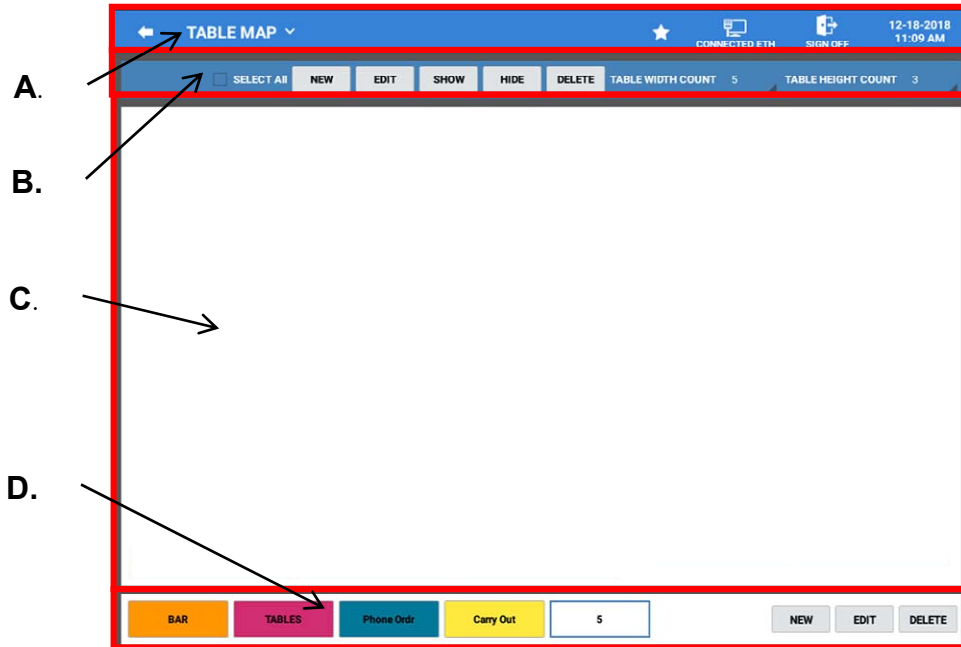 TABLE MAP
CONNECTED ETH
SIGN OFF
12-18-2018
11:09 AM
A.
SELECT All NEW EDIT SHOW HIDE DELETE TABLE WIDTH COUNT 5 TABLE HEIGHT COUNT 3
B.
C.
D.
BAR TABLES Phone Ordr Carry Out 5 NEW EDIT DELETE